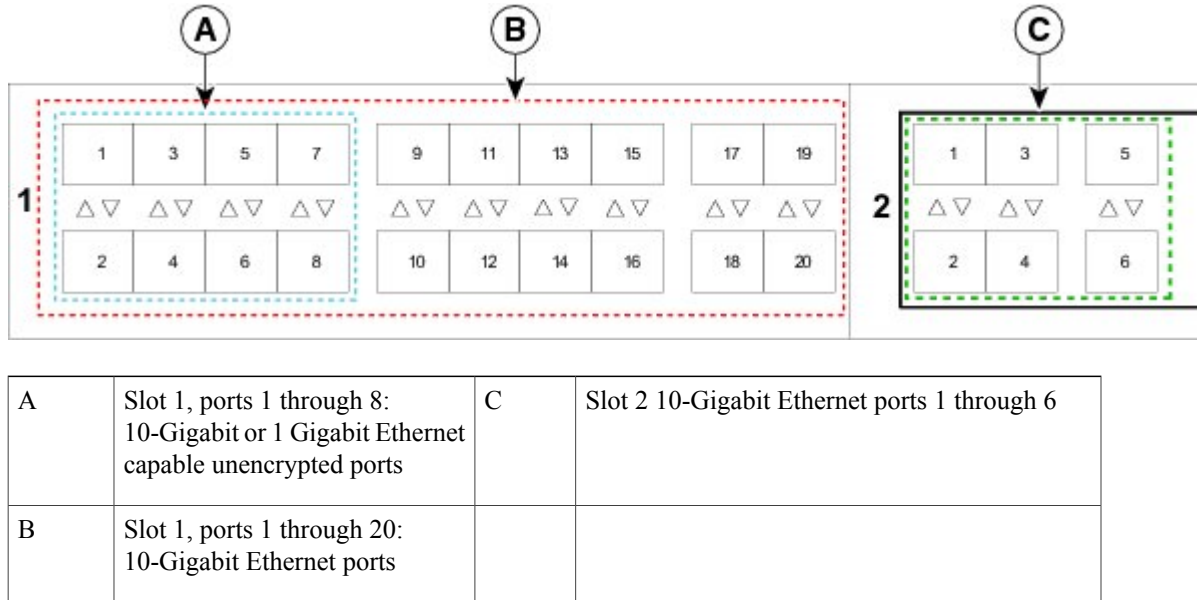 A B C
1 3 5 7 9 11 13 15 17 19 1 3 5
1 2
2 4 6 8 10 12 14 16 18 20 2 4 6
A Slot 1, ports 1 through 8: C Slot 2 10-Gigabit Ethernet ports 1 through 6
10-Gigabit or 1 Gigabit Ethernet
capable unencrypted ports
B Slot 1, ports 1 through 20:
10-Gigabit Ethernet ports